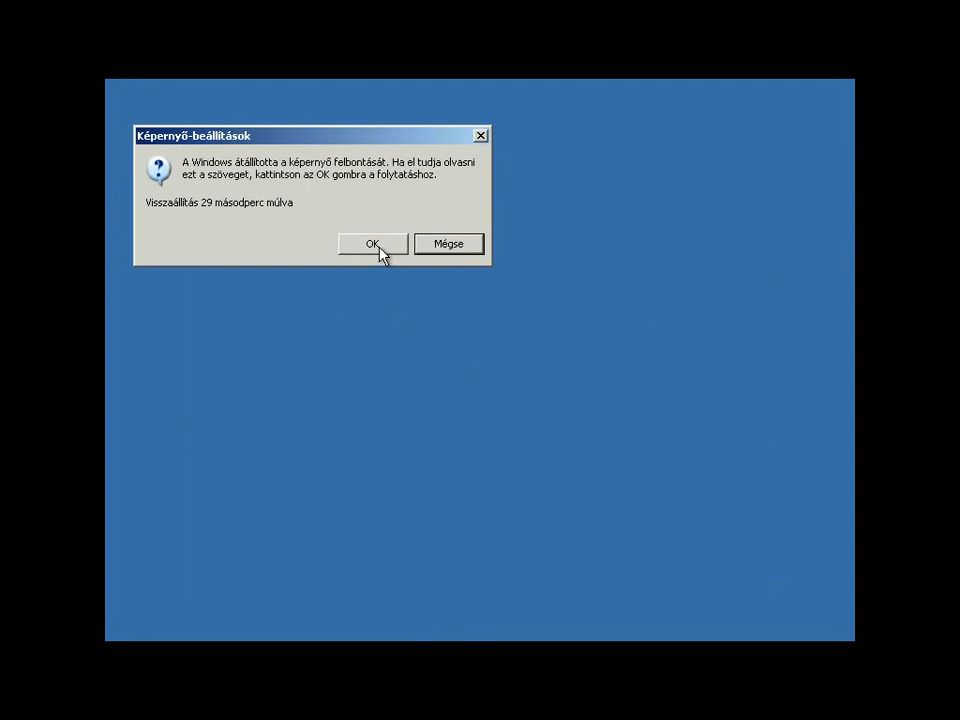 Képernyő-beállítások
A Windows átállította a képernyő felbontását. Ha el tudja olvasni
ezt a szöveget, kattintson az OK gombra a folytatáshoz.
Visszaállítás 29 másodperc múlva
OK
Mégse